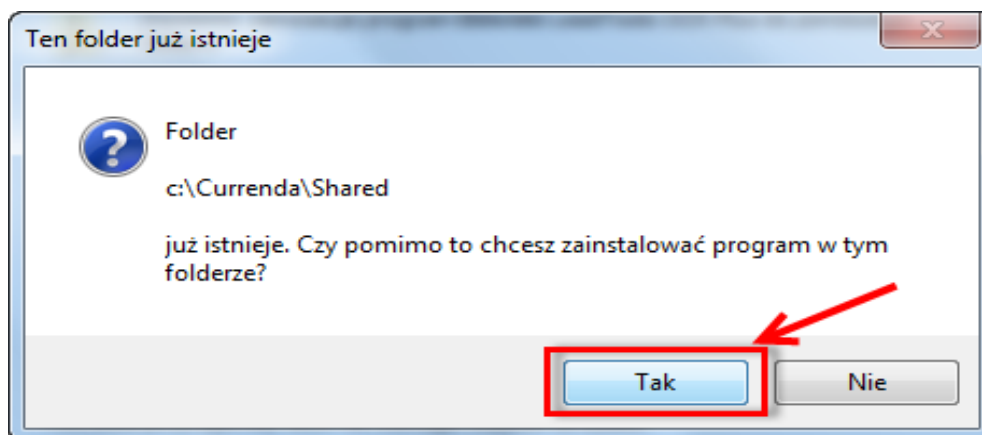 Ten folder już istnieje
Folder
c:\Currenda\Shared
już istnieje. Czy pomimo to chcesz zainstalować program w tym
folderze?
Tak
Nie